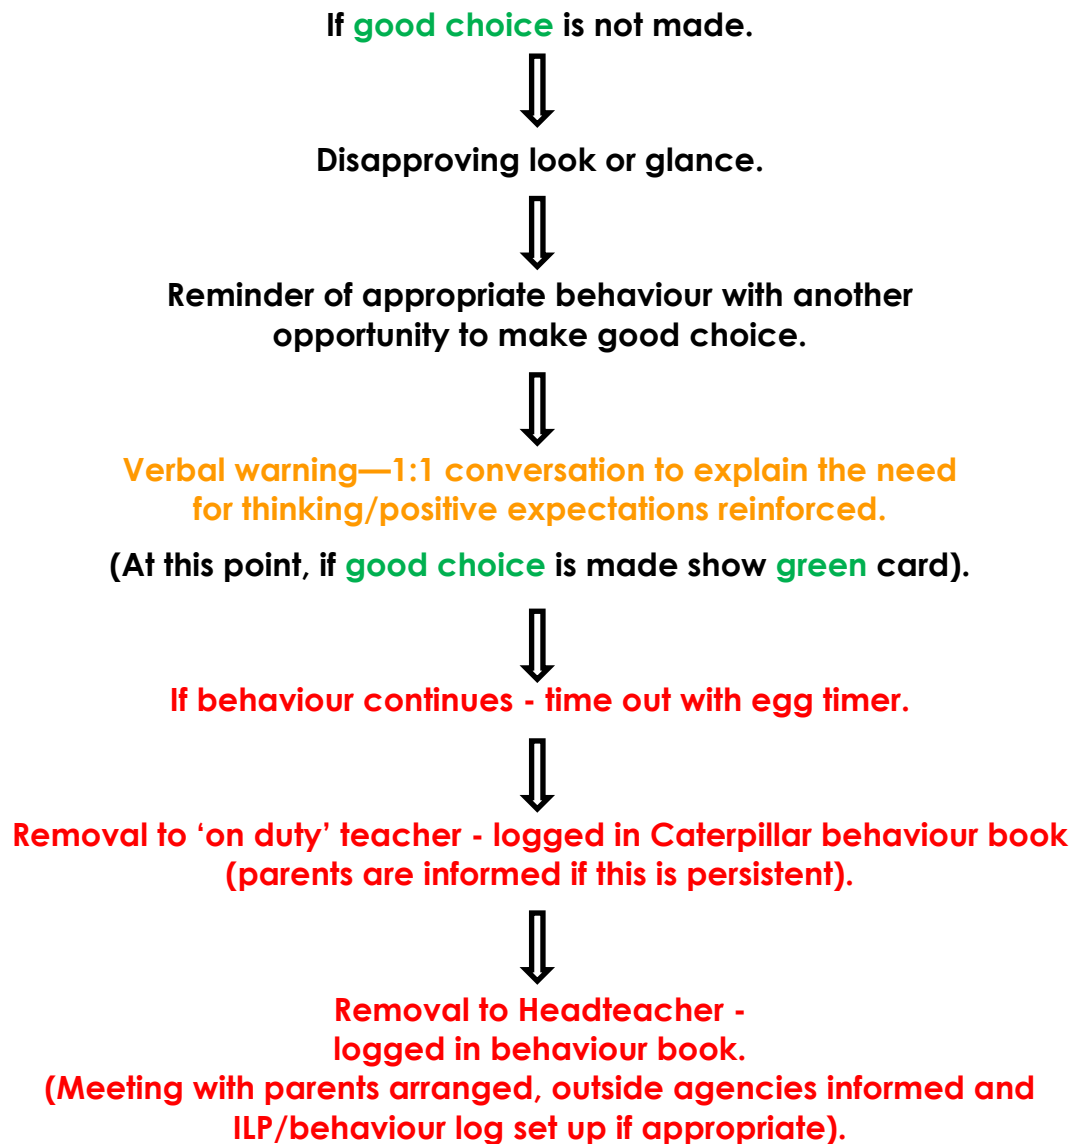 If good choice is not made.
Disapproving look or glance.
Reminder of appropriate behaviour with another
opportunity to make good choice.
Verbal warning—1:1 conversation to explain the need
for thinking/positive expectations reinforced.
(At this point, if good choice is made show green card).
If behaviour continues - time out with egg timer.
Removal to ‘on duty’ teacher - logged in Caterpillar behaviour book
(parents are informed if this is persistent).
Removal to Headteacher -
logged in behaviour book.
(Meeting with parents arranged, outside agencies informed and
ILP/behaviour log set up if appropriate).